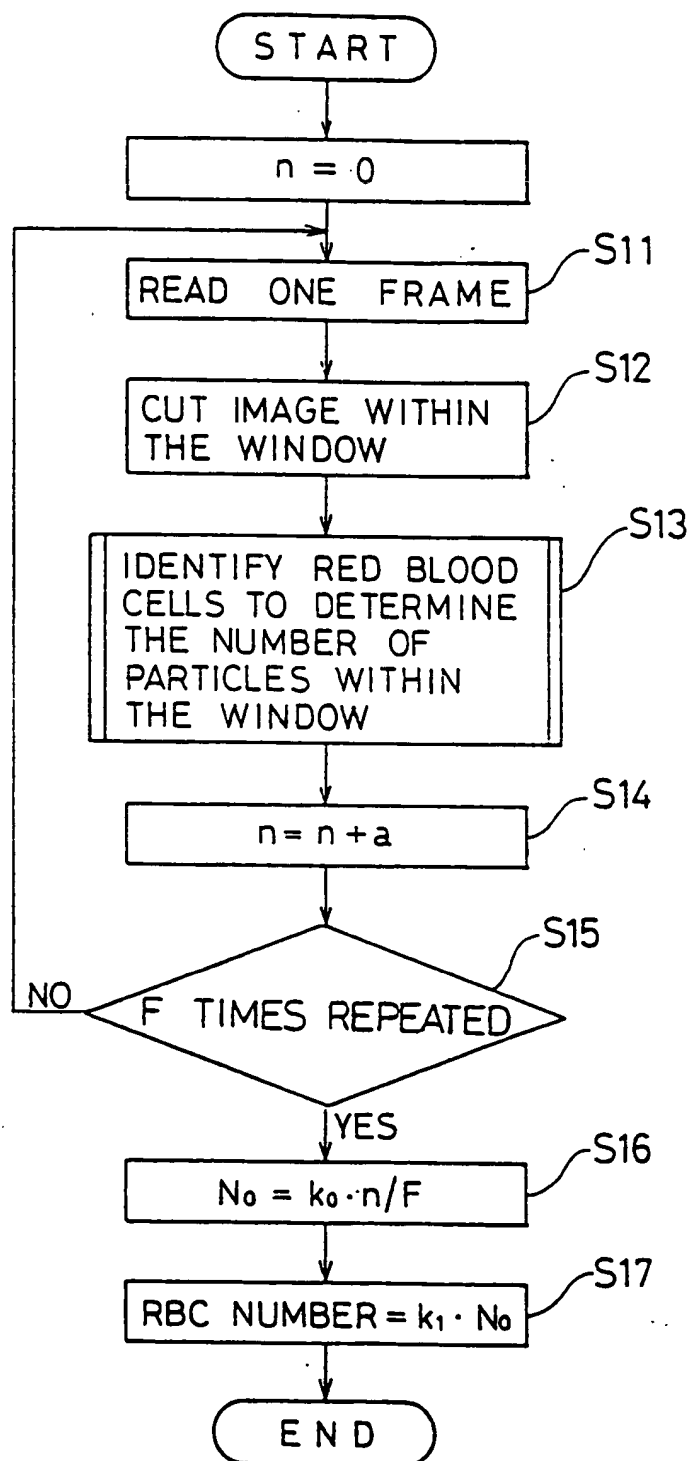 START
n = 0
S11
READ ONE FRAME
S12
CUT IMAGE WITHIN
THE WINDOW
S13
IDENTIFY RED BLOOD
CELLS TO DETERMINE
THE NUMBER OF
PARTICLES WITHIN
THE WINDOW
S14
n = n + a
S15
NO
F TIMES REPEATED
YES
S16
N₀ = k₀ · n/F
S17
RBC NUMBER = k₁ · N₀
END